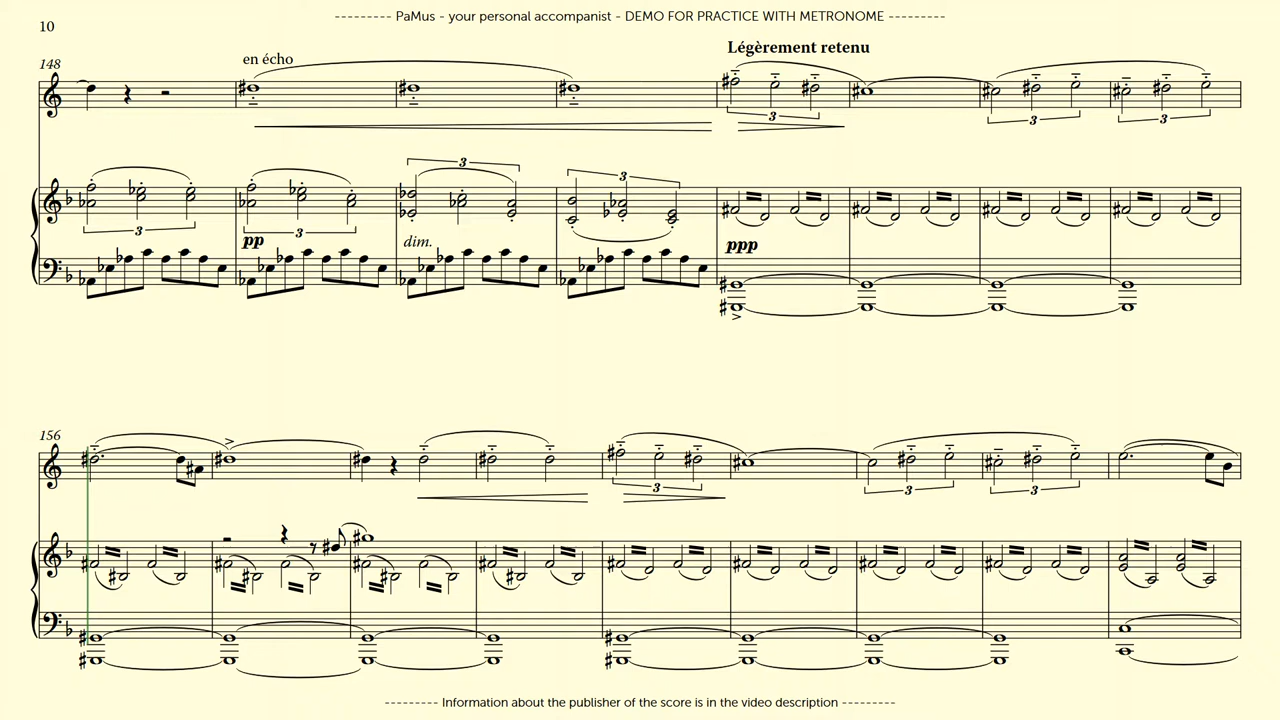 --------- PaMus - your personal accompanist - DEMO FOR PRACTICE WITH METRONOME ---------
10
148
en écho
Légèrement retenu
3
3
3
3
3
3
3
pp
dim.
ppp
156
3
3
3
--------- Information about the publisher of the score is in the video description ---------